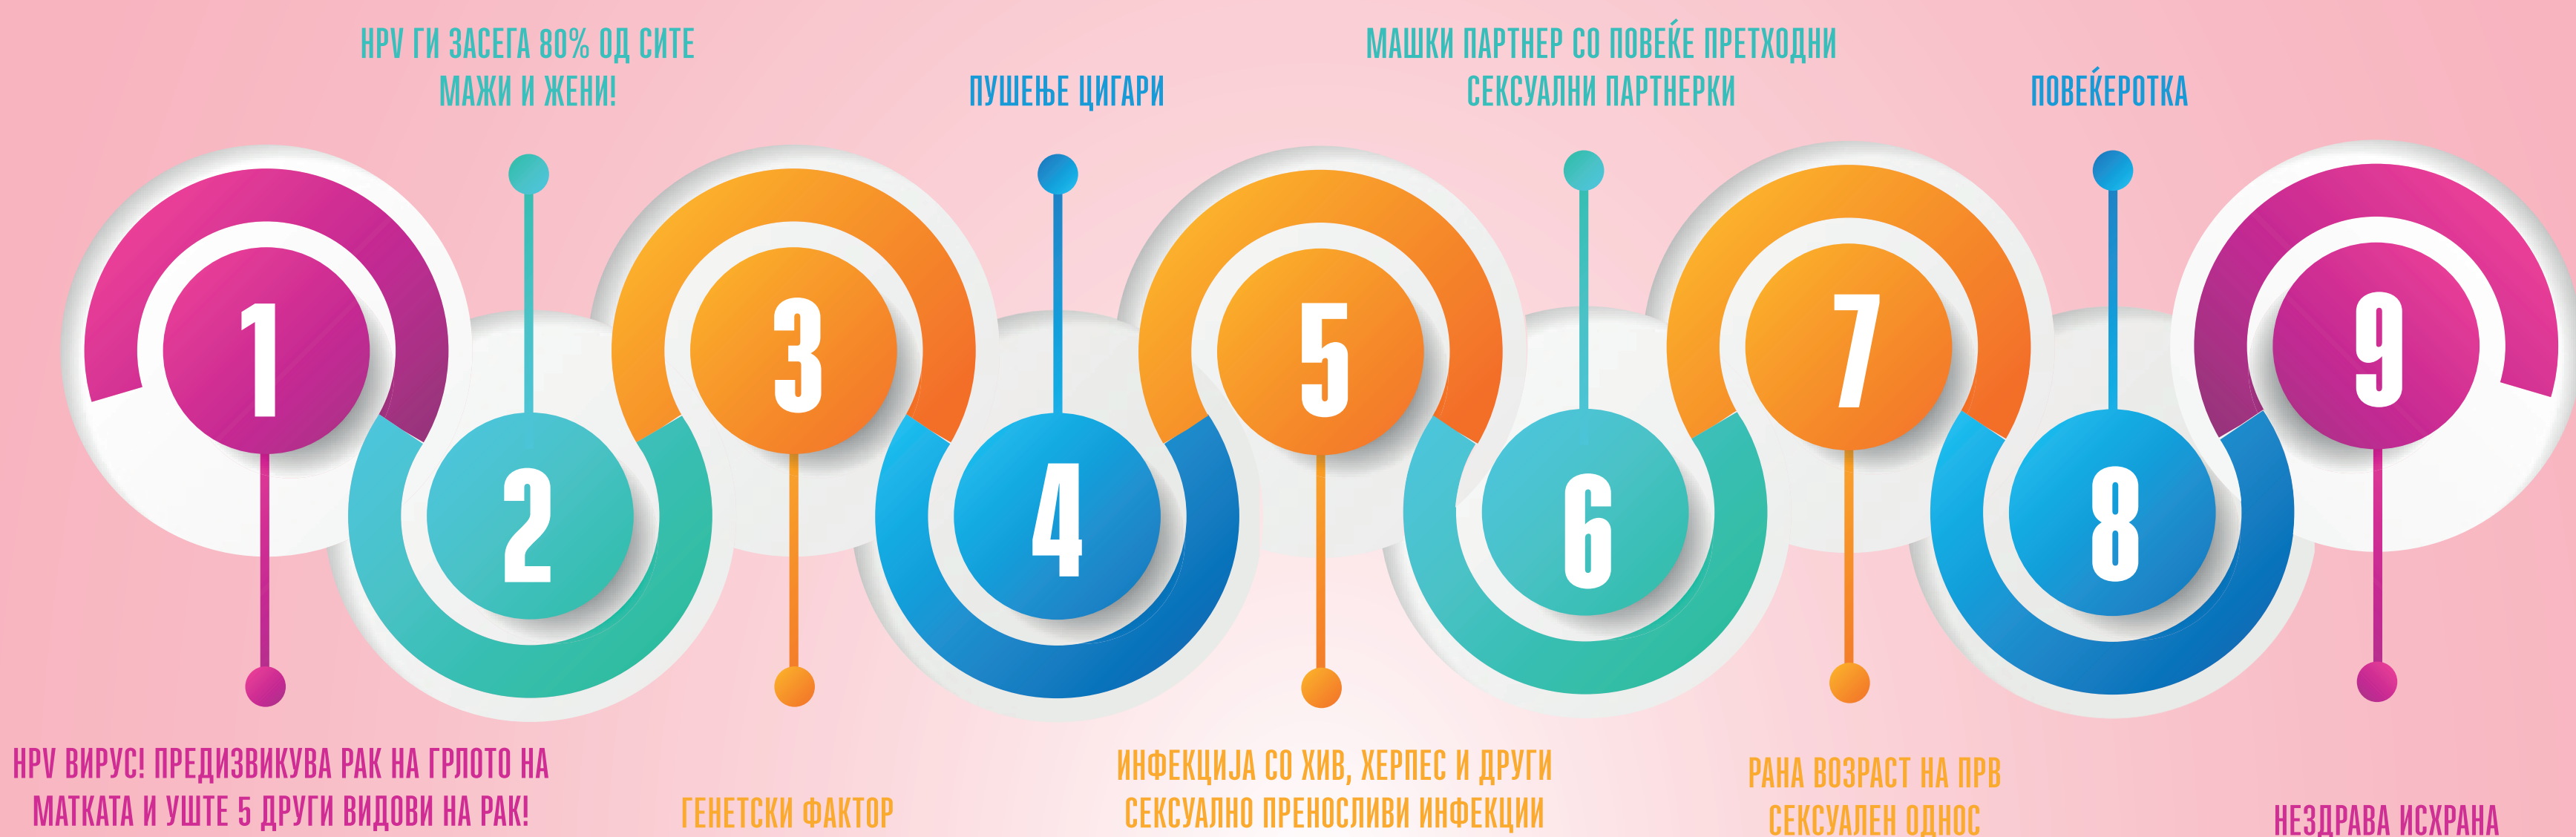 HPV ГИ ЗАСЕГА 80% ОД СИТЕ
МАЖИ И ЖЕНИ!
ПУШЕЊЕ ЦИГАРИ
МАШКИ ПАРТНЕР СО ПОВЕЌЕ ПРЕТХОДНИ
СЕКСУАЛНИ ПАРТНЕРКИ
ПОВЕЌЕРОТКА
1
2
3
4
5
6
7
8
9
HPV ВИРУС! ПРЕДИЗВИКУВА РАК НА ГРЛОТО НА
МАТКАТА И УШТЕ 5 ДРУГИ ВИДОВИ НА РАК!
ГЕНЕТСКИ ФАКТОР
ИНФЕКЦИЈА СО ХИВ, ХЕРПЕС И ДРУГИ
СЕКСУАЛНО ПРЕНОСЛИВИ ИНФЕКЦИИ
РАНА ВОЗРАСТ НА ПРВ
СЕКСУАЛЕН ОДНОС
НЕЗДРАВА ИСХРАНА